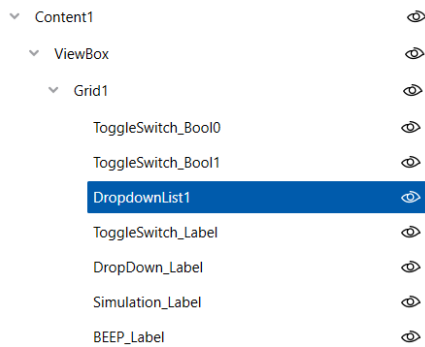 Content1
ViewBox
Grid1
ToggleSwitch_Bool0
ToggleSwitch_Bool1
DropdownList1
ToggleSwitch_Label
DropDown_Label
Simulation_Label
BEEP_Label